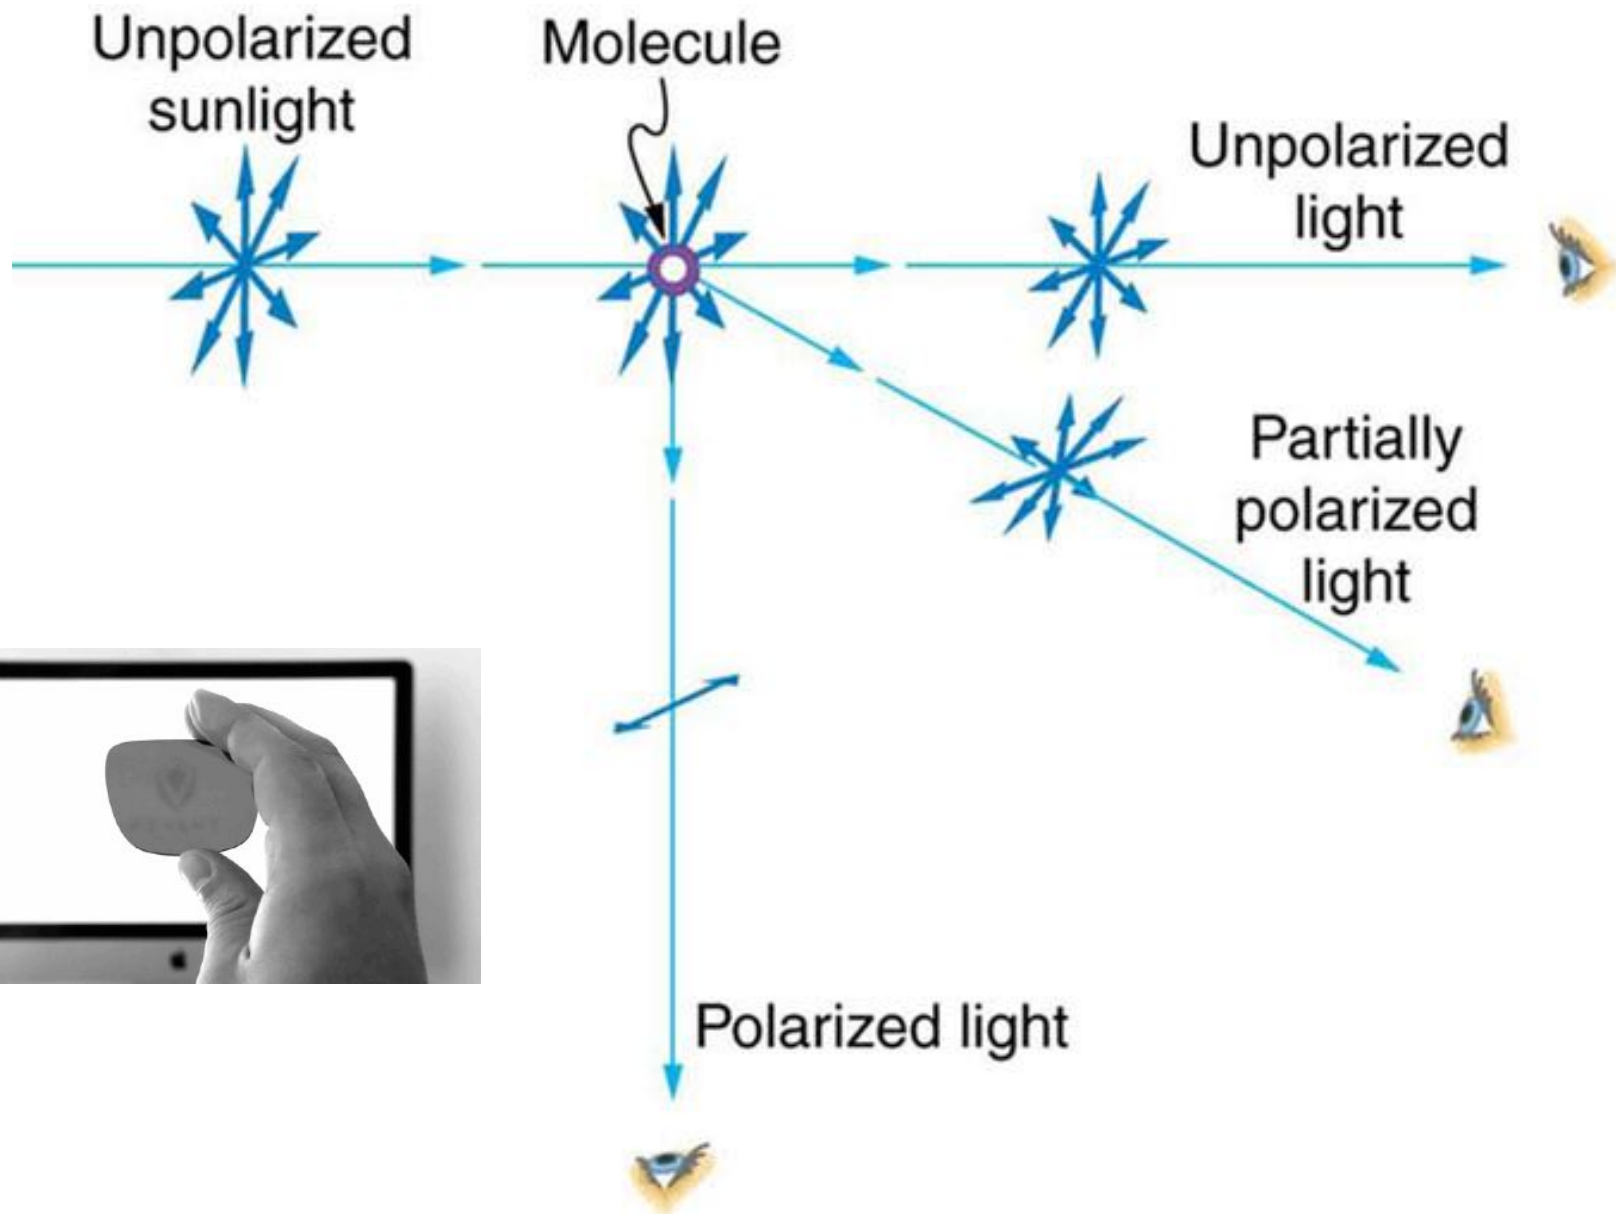 Unpolarized
sunlight
Molecule
Unpolarized
light
Partially
polarized
light
Polarized light